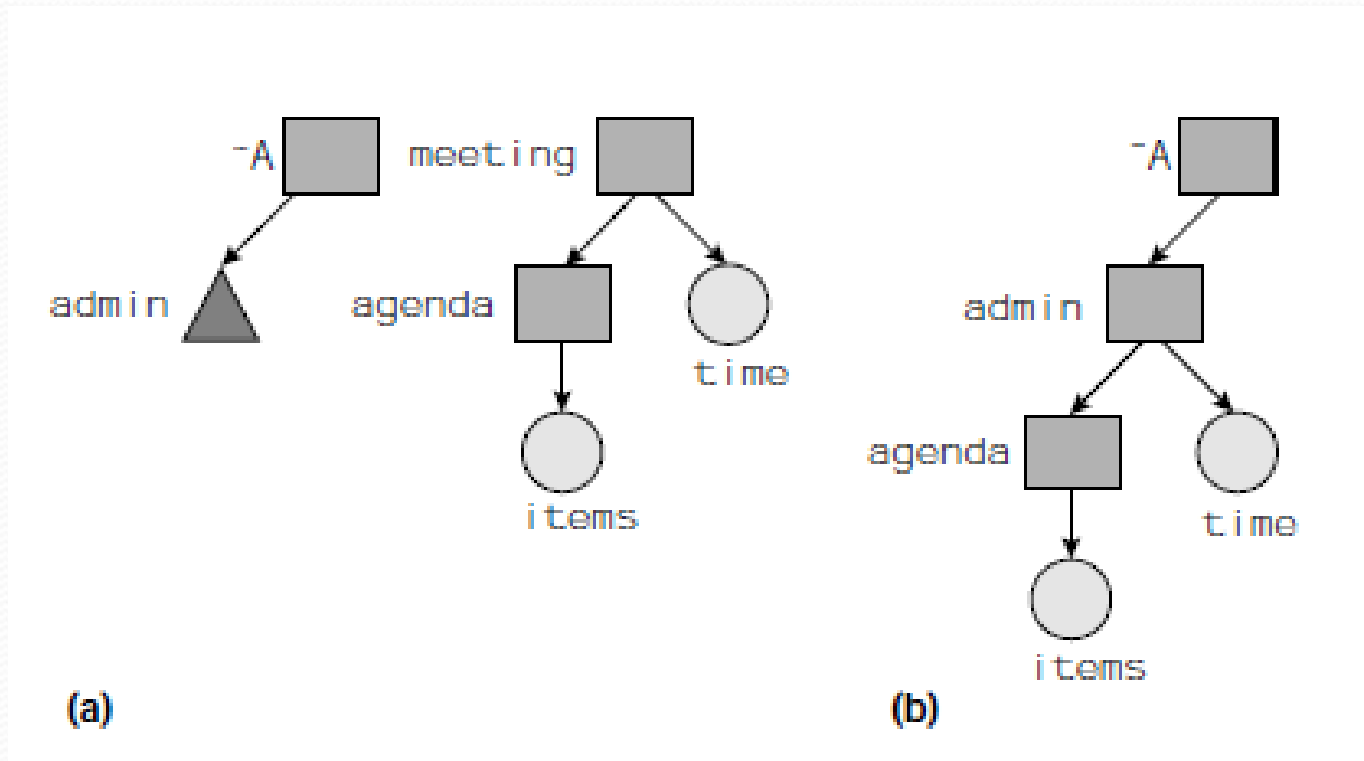 ~A
meeting
admin
agenda
time
items
(a)
~A
admin
agenda
time
items
(b)